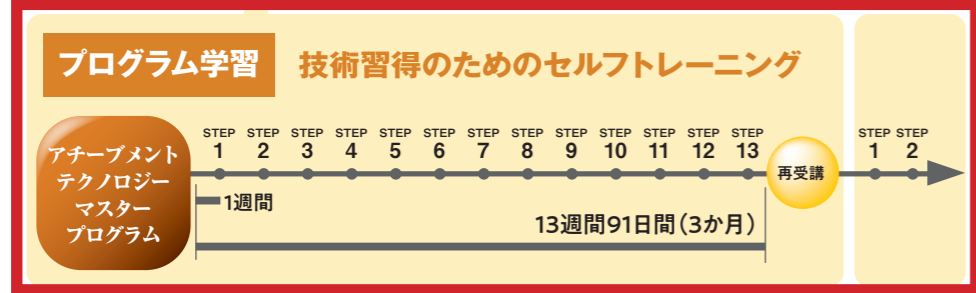 プログラム学習 技術習得のためのセルフトレーニング
アチーブメント
テクノロジー
マスター
プログラム
STEP STEP STEP STEP STEP STEP STEP STEP STEP STEP STEP STEP STEP
1 2 3 4 5 6 7 8 9 10 11 12 13
再受講
STEP STEP
1 2
1週間
13週間91日間(3か月)